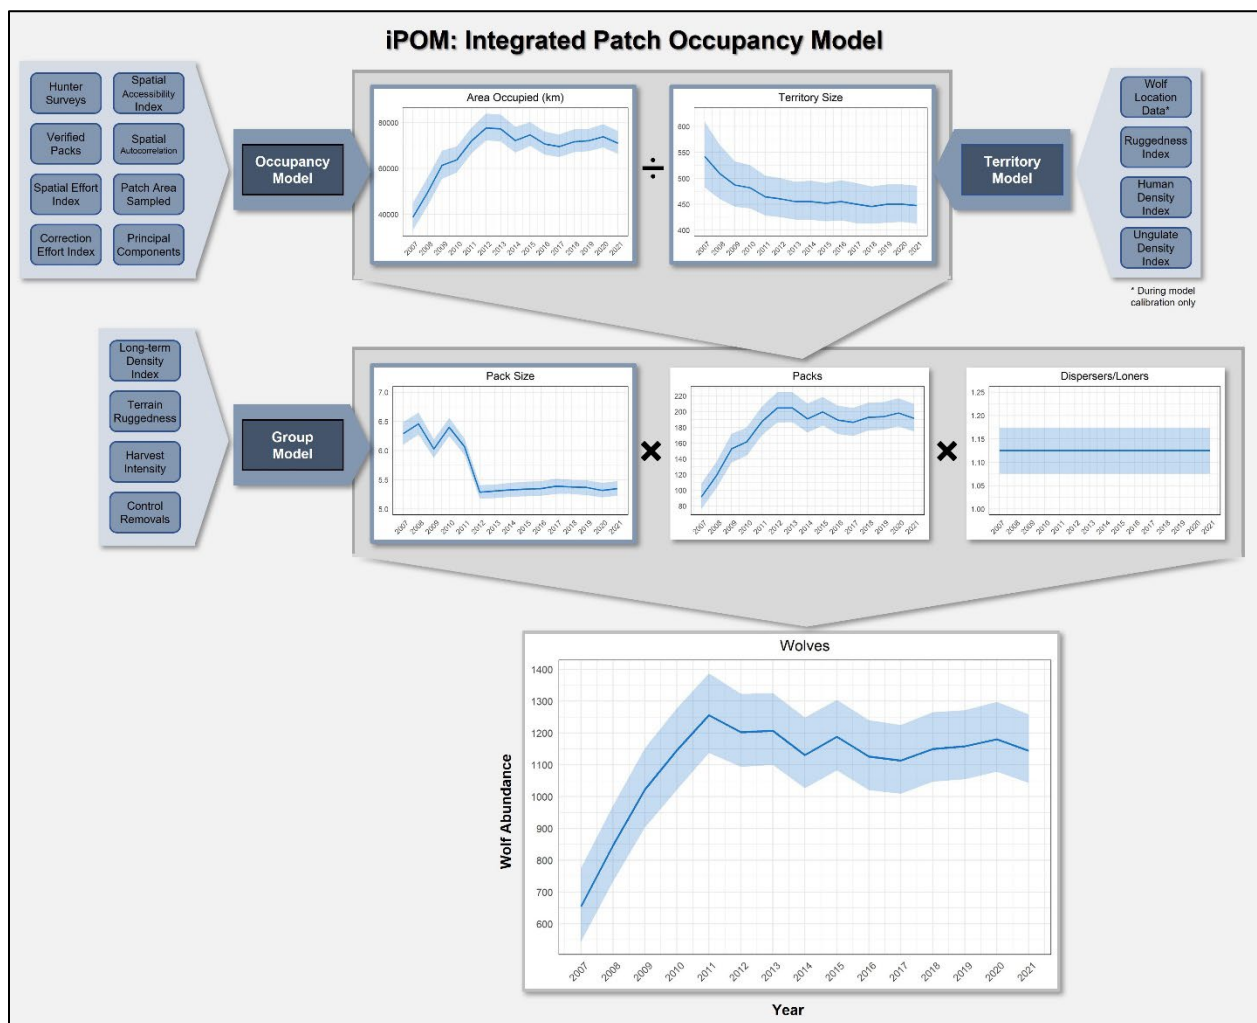 iPOM: Integrated Patch Occupancy Model
Hunter
Surveys
Spatial
Accessibility
Index
Verified
Packs
Spatial
Autocorrelation
Spatial Effort
Index
Patch Area
Sampled
Correction
Effort Index
Principal
Components
Occupancy
Model
Area Occupied (km)
80000
60000
40000
2007
2008
2009
2010
2011
2012
2013
2014
2015
2016
2017
2018
2019
2020
2021
÷
Territory Size
600
550
500
450
400
2007
2008
2009
2010
2011
2012
2013
2014
2015
2016
2017
2018
2019
2020
2021
Territory
Model
Wolf
Location
Data*
Ruggedness
Index
Human
Density
Index
Ungulate
Density
Index
* During model
calibration only
Long-term
Density
Index
Terrain
Ruggedness
Harvest
Intensity
Control
Removals
Group
Model
Pack Size
7.0
6.5
6.0
5.5
5.0
2007
2008
2009
2010
2011
2012
2013
2014
2015
2016
2017
2018
2019
2020
2021
×
Packs
220
200
180
160
140
120
100
80
2007
2008
2009
2010
2011
2012
2013
2014
2015
2016
2017
2018
2019
2020
2021
×
Dispersers/Loners
1.25
1.20
1.15
1.10
1.05
1.00
2007
2008
2009
2010
2011
2012
2013
2014
2015
2016
2017
2018
2019
2020
2021
Wolves
Wolf Abundance
1400
1300
1200
1100
1000
900
800
700
600
2007
2008
2009
2010
2011
2012
2013
2014
2015
2016
2017
2018
2019
2020
2021
Year